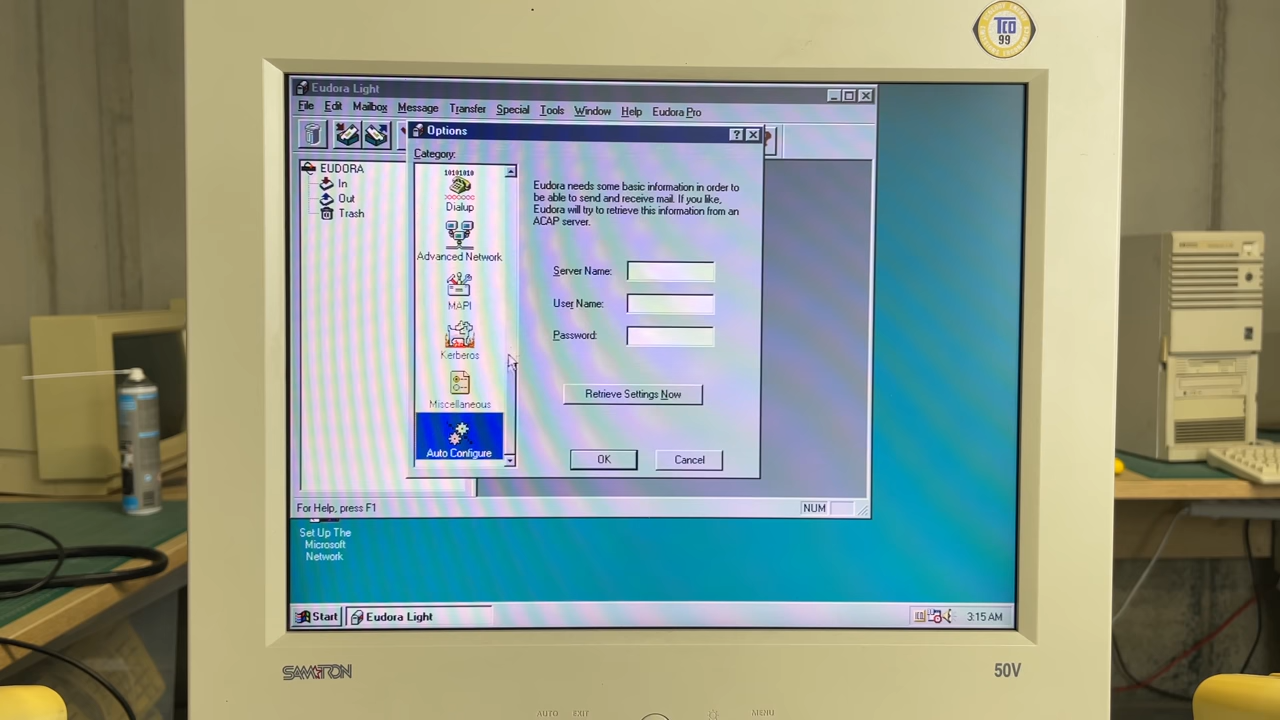 TCO
99
Eudora Light
File Edit Mailbox Message Transfer Special Tools Window Help Eudora Pro
Options
Category:
EUDORA
In
Out
Trash
10101010
Dialup
Advanced Network
MAPI
Kerberos
Miscellaneous
Auto Configure
Eudora needs some basic information in order to
be able to send and receive mail. If you like,
Eudora will try to retrieve this information from an
ACAP server.
Server Name:
User Name:
Password:
Retrieve Settings Now
OK Cancel
For Help, press F1 NUM
Set Up The
Microsoft
Network
Start Eudora Light 3:15 AM
SAMTRON 50V
AUTO EXIT MENU